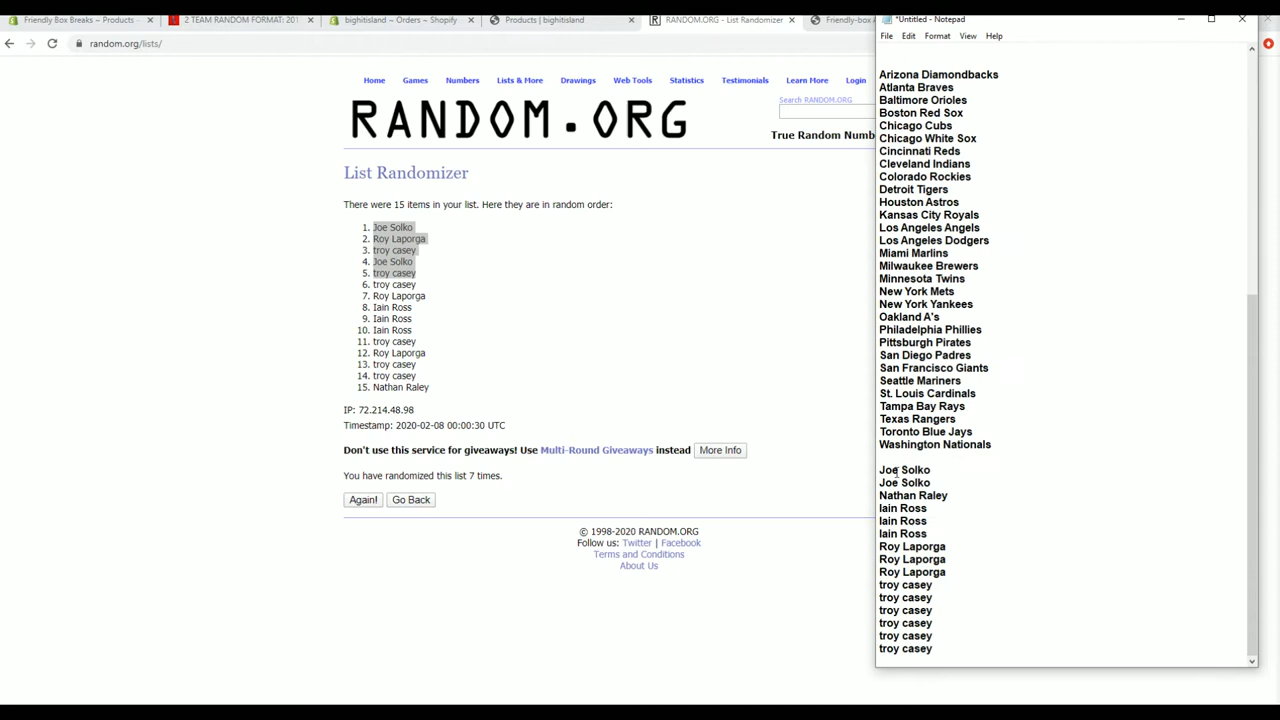 Friendly Box Breaks ~ Products
2 TEAM RANDOM FORMAT: 201
bighitisland ~ Orders ~ Shopify
Products | bighitisland
RANDOM.ORG - List Randomizer
Friendly-box
random.org/lists/
Home Games Numbers Lists & More Drawings Web Tools Statistics Testimonials Learn More Login
RANDOM.ORG
Search RANDOM.ORG
True Random Numb
List Randomizer
There were 15 items in your list. Here they are in random order:
1. Joe Solko
2. Roy Laporga
3. troy casey
4. Joe Solko
5. troy casey
6. troy casey
7. Roy Laporga
8. Iain Ross
9. Iain Ross
10. Iain Ross
11. troy casey
12. Roy Laporga
13. troy casey
14. troy casey
15. Nathan Raley
IP: 72.214.48.98
Timestamp: 2020-02-08 00:00:30 UTC
Don't use this service for giveaways! Use Multi-Round Giveaways instead More Info
You have randomized this list 7 times.
Again! Go Back
© 1998-2020 RANDOM.ORG
Follow us: Twitter | Facebook
Terms and Conditions
About Us
*Untitled - Notepad
File Edit Format View Help
Arizona Diamondbacks
Atlanta Braves
Baltimore Orioles
Boston Red Sox
Chicago Cubs
Chicago White Sox
Cincinnati Reds
Cleveland Indians
Colorado Rockies
Detroit Tigers
Houston Astros
Kansas City Royals
Los Angeles Angels
Los Angeles Dodgers
Miami Marlins
Milwaukee Brewers
Minnesota Twins
New York Mets
New York Yankees
Oakland A's
Philadelphia Phillies
Pittsburgh Pirates
San Diego Padres
San Francisco Giants
Seattle Mariners
St. Louis Cardinals
Tampa Bay Rays
Texas Rangers
Toronto Blue Jays
Washington Nationals
Joe Solko
Joe Solko
Nathan Raley
Iain Ross
Iain Ross
Iain Ross
Roy Laporga
Roy Laporga
Roy Laporga
troy casey
troy casey
troy casey
troy casey
troy casey
troy casey